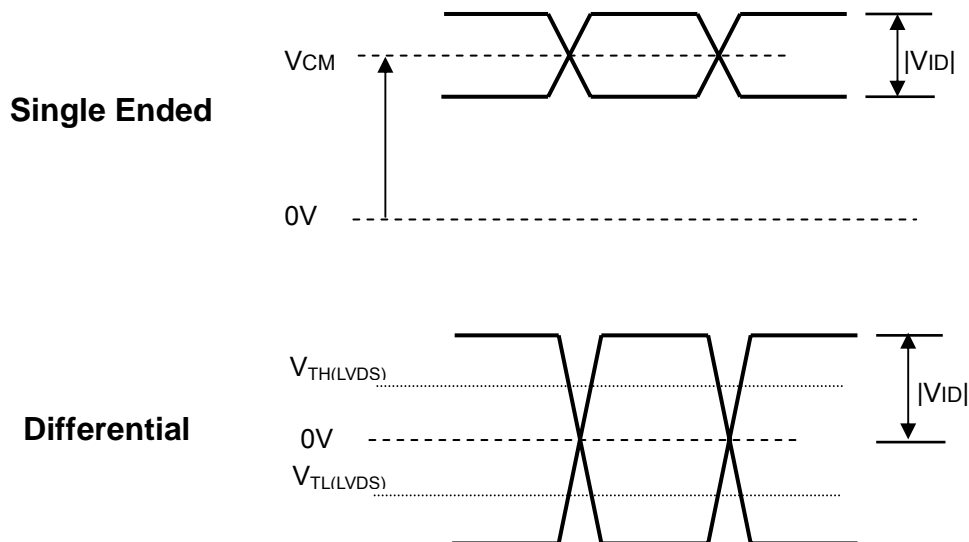 VCM
|VID|
Single Ended
0V
VTH(LVDS)
|VID|
Differential
0V
VTL(LVDS)